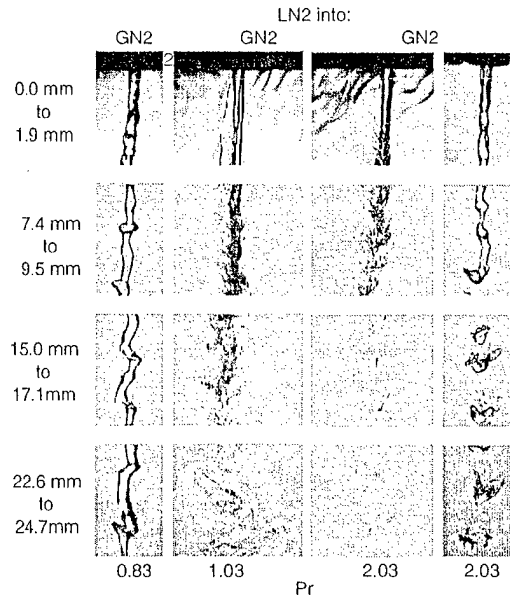 LN2 into:
GN2 GN2 GN2
2
0.0 mm
to
1.9 mm
7.4 mm
to
9.5 mm
15.0 mm
to
17.1mm
22.6 mm
to
24.7mm
0.83 1.03 2.03 2.03
Pr